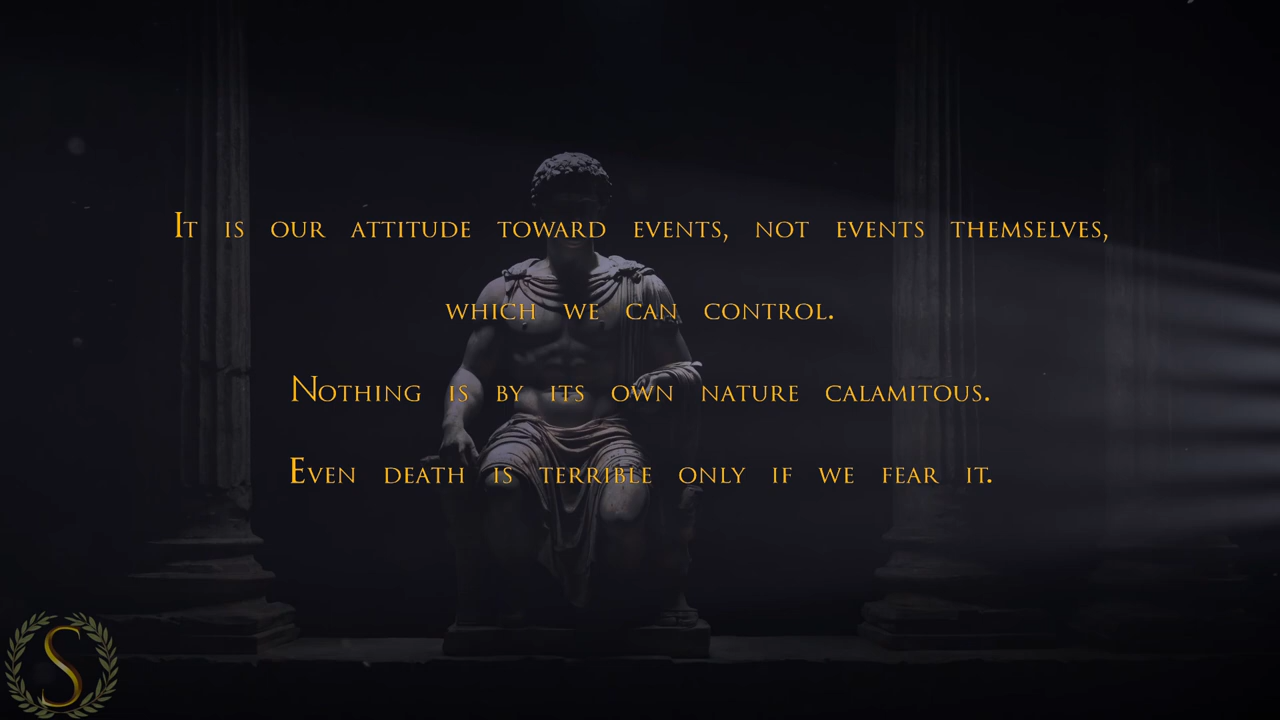 It is our attitude toward events, not events themselves,
which we can control.
Nothing is by its own nature calamitous.
Even death is terrible only if we fear it.
S